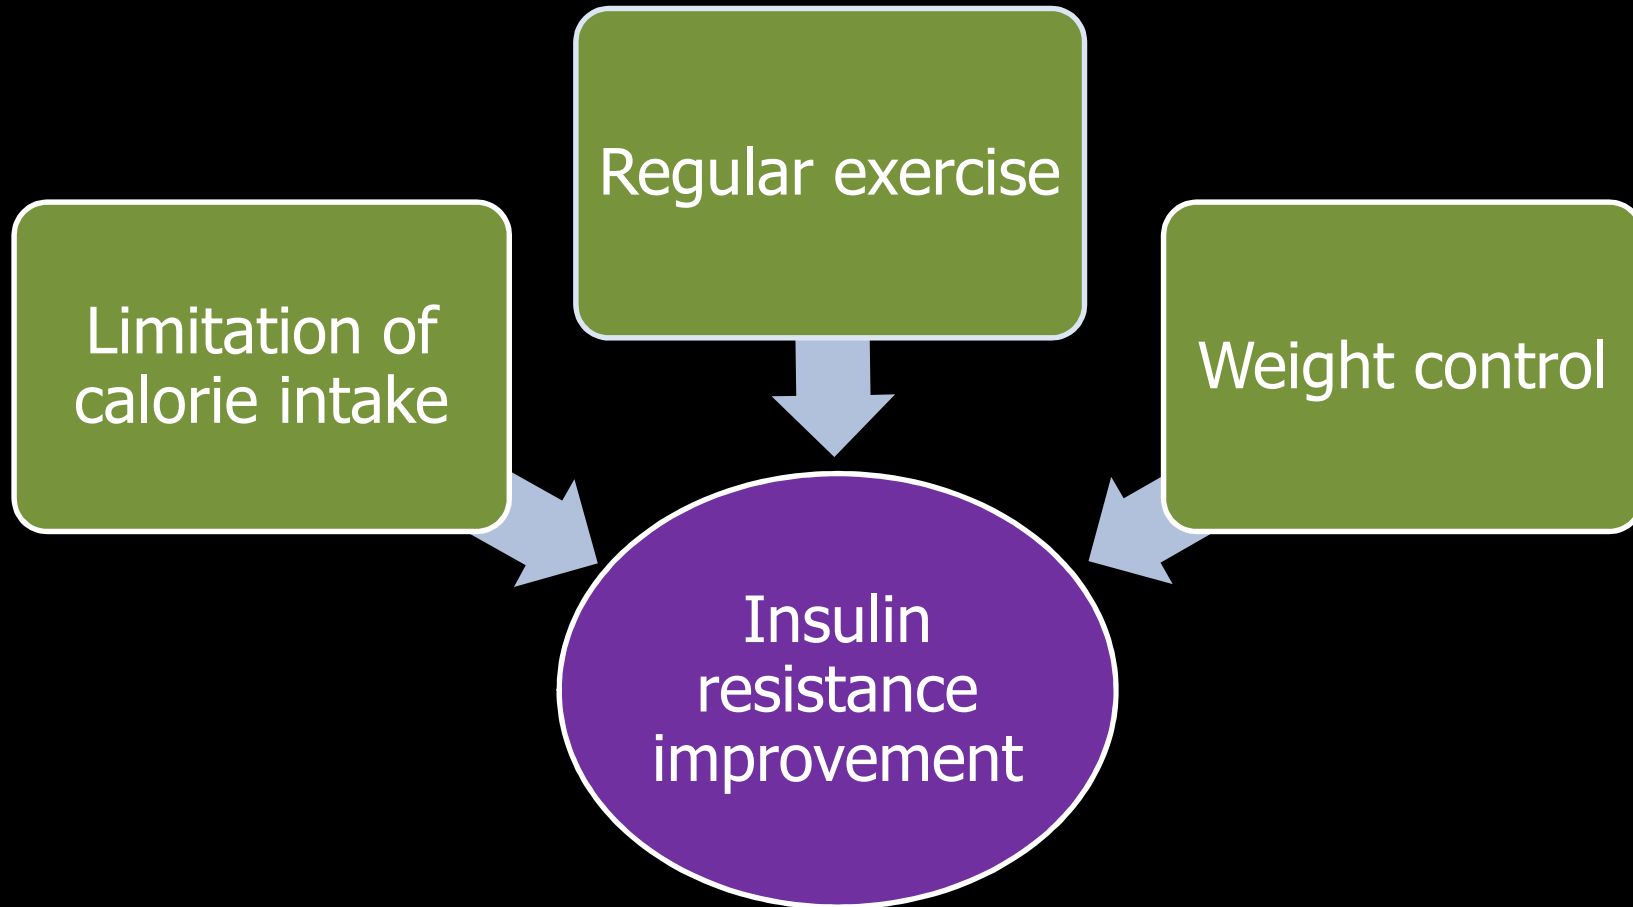 Regular exercise
Limitation of
calorie intake
Weight control
Insulin
resistance
improvement